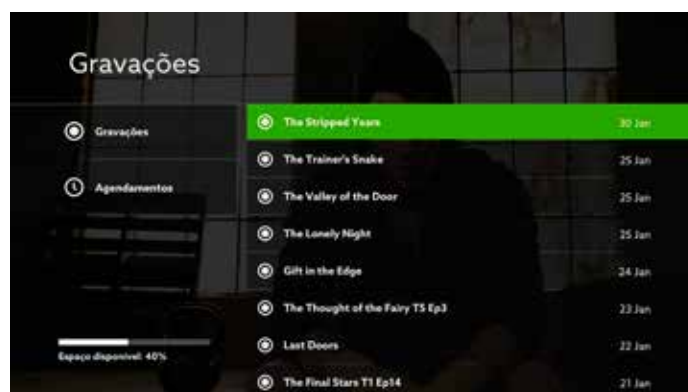 Gravações
Gravações
Agendamentos
Espaço disponível: 40%
The Stripped Years 30 Jan
The Trainer's Snake 25 Jan
The Valley of the Door 25 Jan
The Lonely Night 25 Jan
Gift in the Edge 24 Jan
The Thought of the Fairy T5 Ep3 23 Jan
Last Doors 22 Jan
The Final Stars T1 Ep14 21 Jan